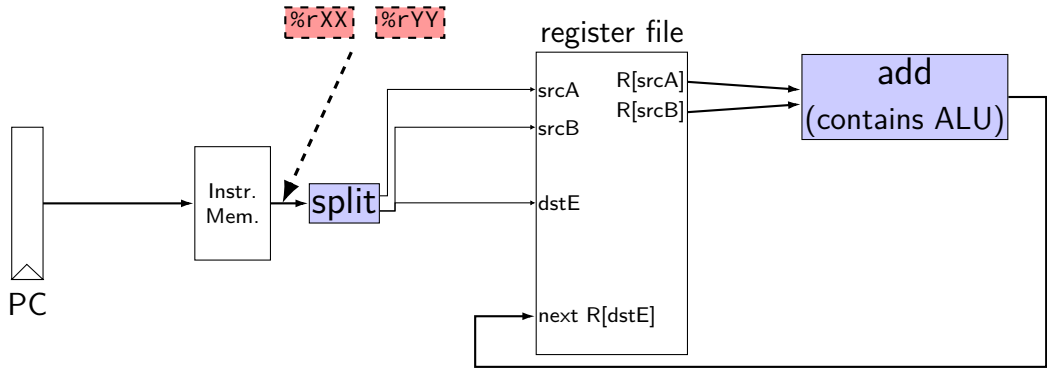 %rXX %rYY
register file
srcA
R[srcA]
srcB
R[srcB]
add
(contains ALU)
Instr.
Mem.
split
dstE
next R[dstE]
PC